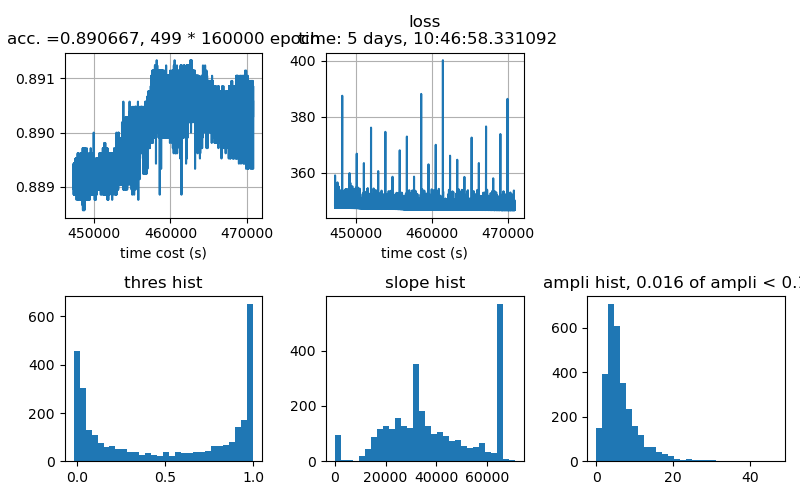 acc. =0.890667, 499 * 160000 epoch
loss
time: 5 days, 10:46:58.331092
0.891
0.890
0.889
450000 460000 470000
time cost (s)
400
380
360
450000 460000 470000
time cost (s)
thres hist
600
400
200
0
0.0 0.5 1.0
slope hist
400
200
0
0 20000 40000 60000
ampli hist, 0.016 of ampli < 0.1
600
400
200
0
0 20 40